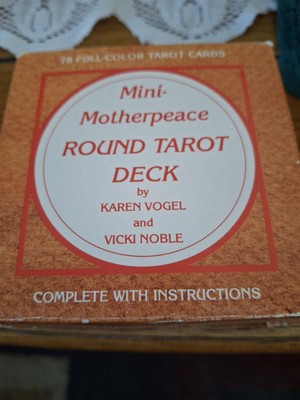 78 FULL-COLOR TAROT CARDS
Mini-
Motherpeace
ROUND TAROT
DECK
by
KAREN VOGEL
and
VICKI NOBLE
COMPLETE WITH INSTRUCTIONS